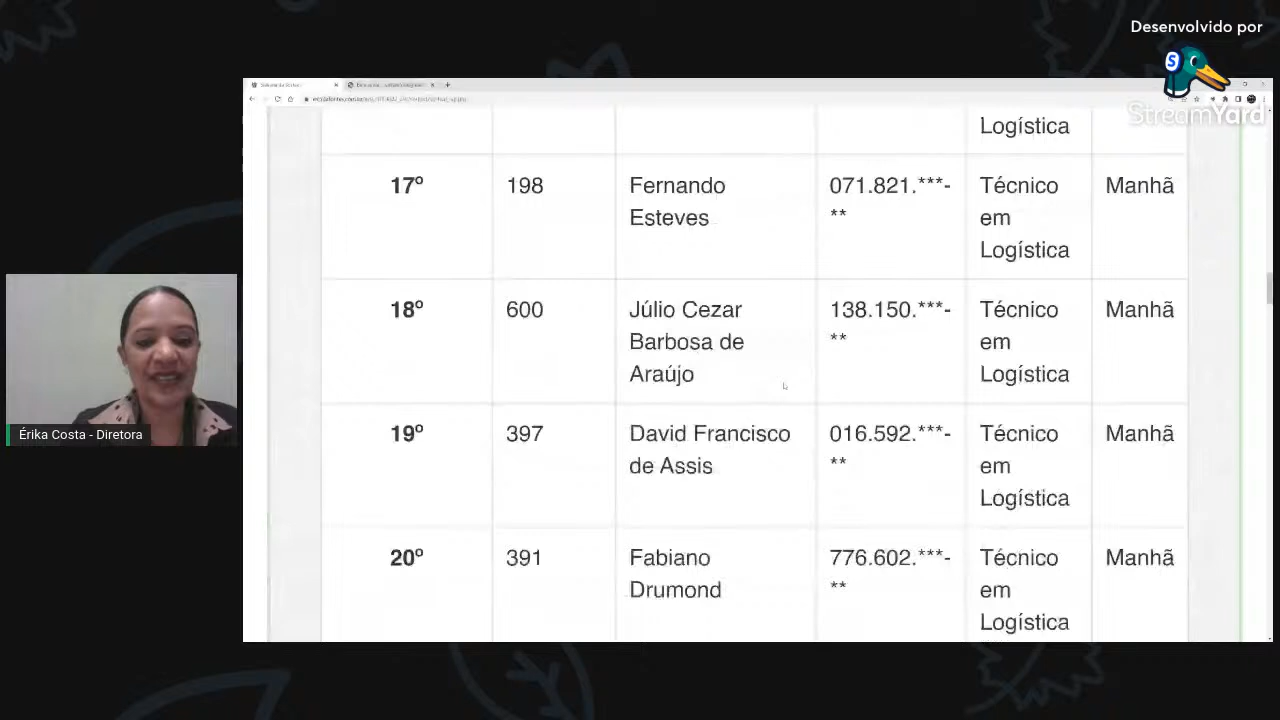 Desenvolvido por
StreamYard
Logística
17º 198 Fernando 071.821.***- Técnico Manhã
Esteves ** em
Logística
18º 600 Júlio Cezar 138.150.***- Técnico Manhã
Barbosa de ** em
Araújo Logística
19º 397 David Francisco 016.592.***- Técnico Manhã
de Assis ** em
Logística
20º 391 Fabiano 776.602.***- Técnico Manhã
Drumond ** em
Logística
Érika Costa - Diretora